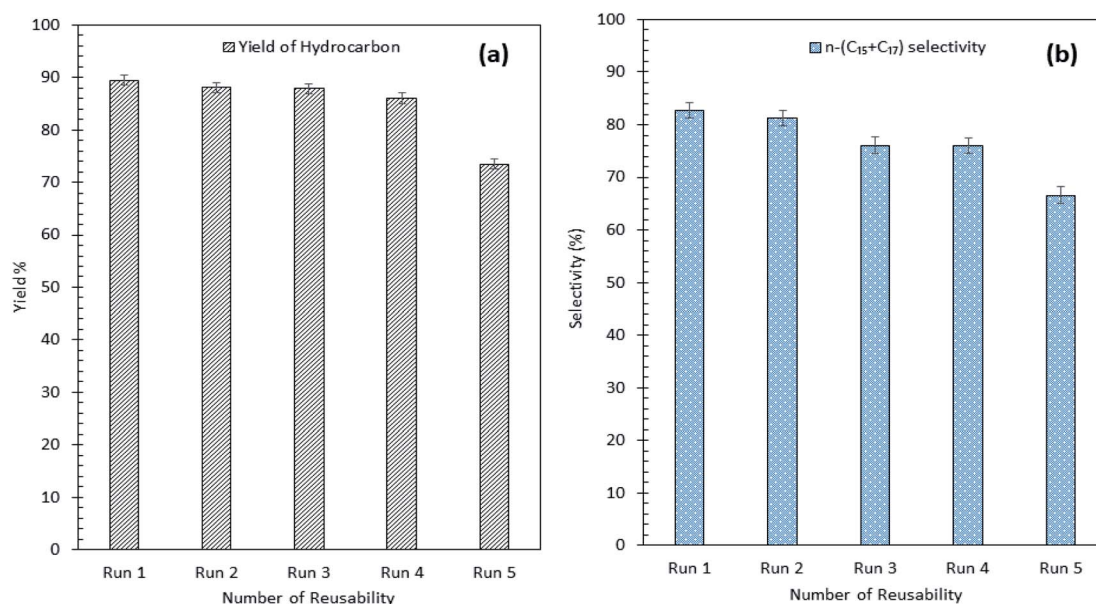 100
90
80
70
60
50
40
30
20
10
0
Yield %
Yield of Hydrocarbon
(a)
Run 1 Run 2 Run 3 Run 4 Run 5
Number of Reusability
100
90
80
70
60
50
40
30
20
10
0
Selectivity (%)
n-(C₁₅+C₁₇) selectivity
(b)
Run 1 Run 2 Run 3 Run 4 Run 5
Number of Reusability